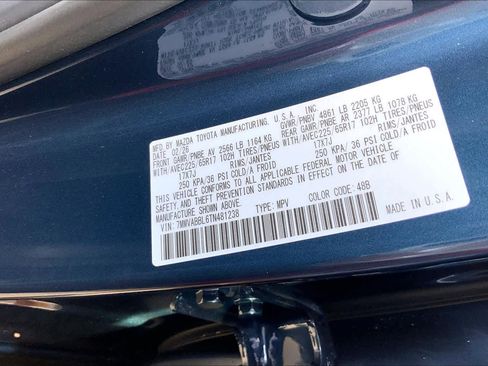 MFD. BY MAZDA TOYOTA MANUFACTURING, U.S.A., INC.
DATE: 02/26 GVWR/PNBV 4861 LB 2205 KG
FRONT GAWR/PNBE AV 2566 LB 1164 KG REAR GAWR/PNBE AR 2377 LB 1078 KG
WITH/AVEC225/65R17 102H TIRES/PNEUS WITH/AVEC225/65R17 102H TIRES/PNEUS
17X7J RIMS/JANTES 17X7J RIMS/JANTES
250 KPA/36 PSI COLD/A FROID 250 KPA/36 PSI COLD/A FROID
THIS VEHICLE CONFORMS TO ALL APPLICABLE FEDERAL MOTOR VEHICLE
SAFETY, AND THEFT PREVENTION STANDARDS IN EFFECT ON THE DATE OF
MANUFACTURE SHOWN ABOVE.
VIN: 7MMVABBL6TN481238 TYPE: MPV COLOR CODE: 48B
MADE IN U.S.A.